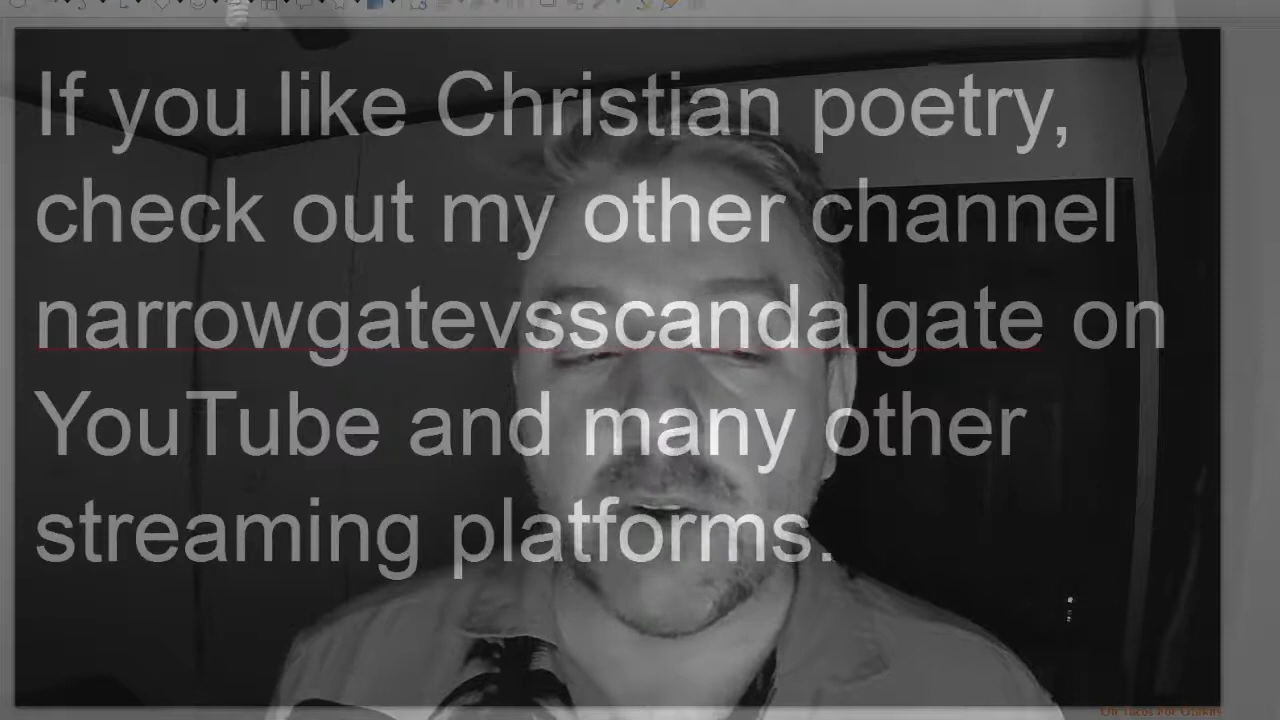 If you like Christian poetry,
check out my other channel
narrowgatevsscandalgate on
YouTube and many other
streaming platforms.